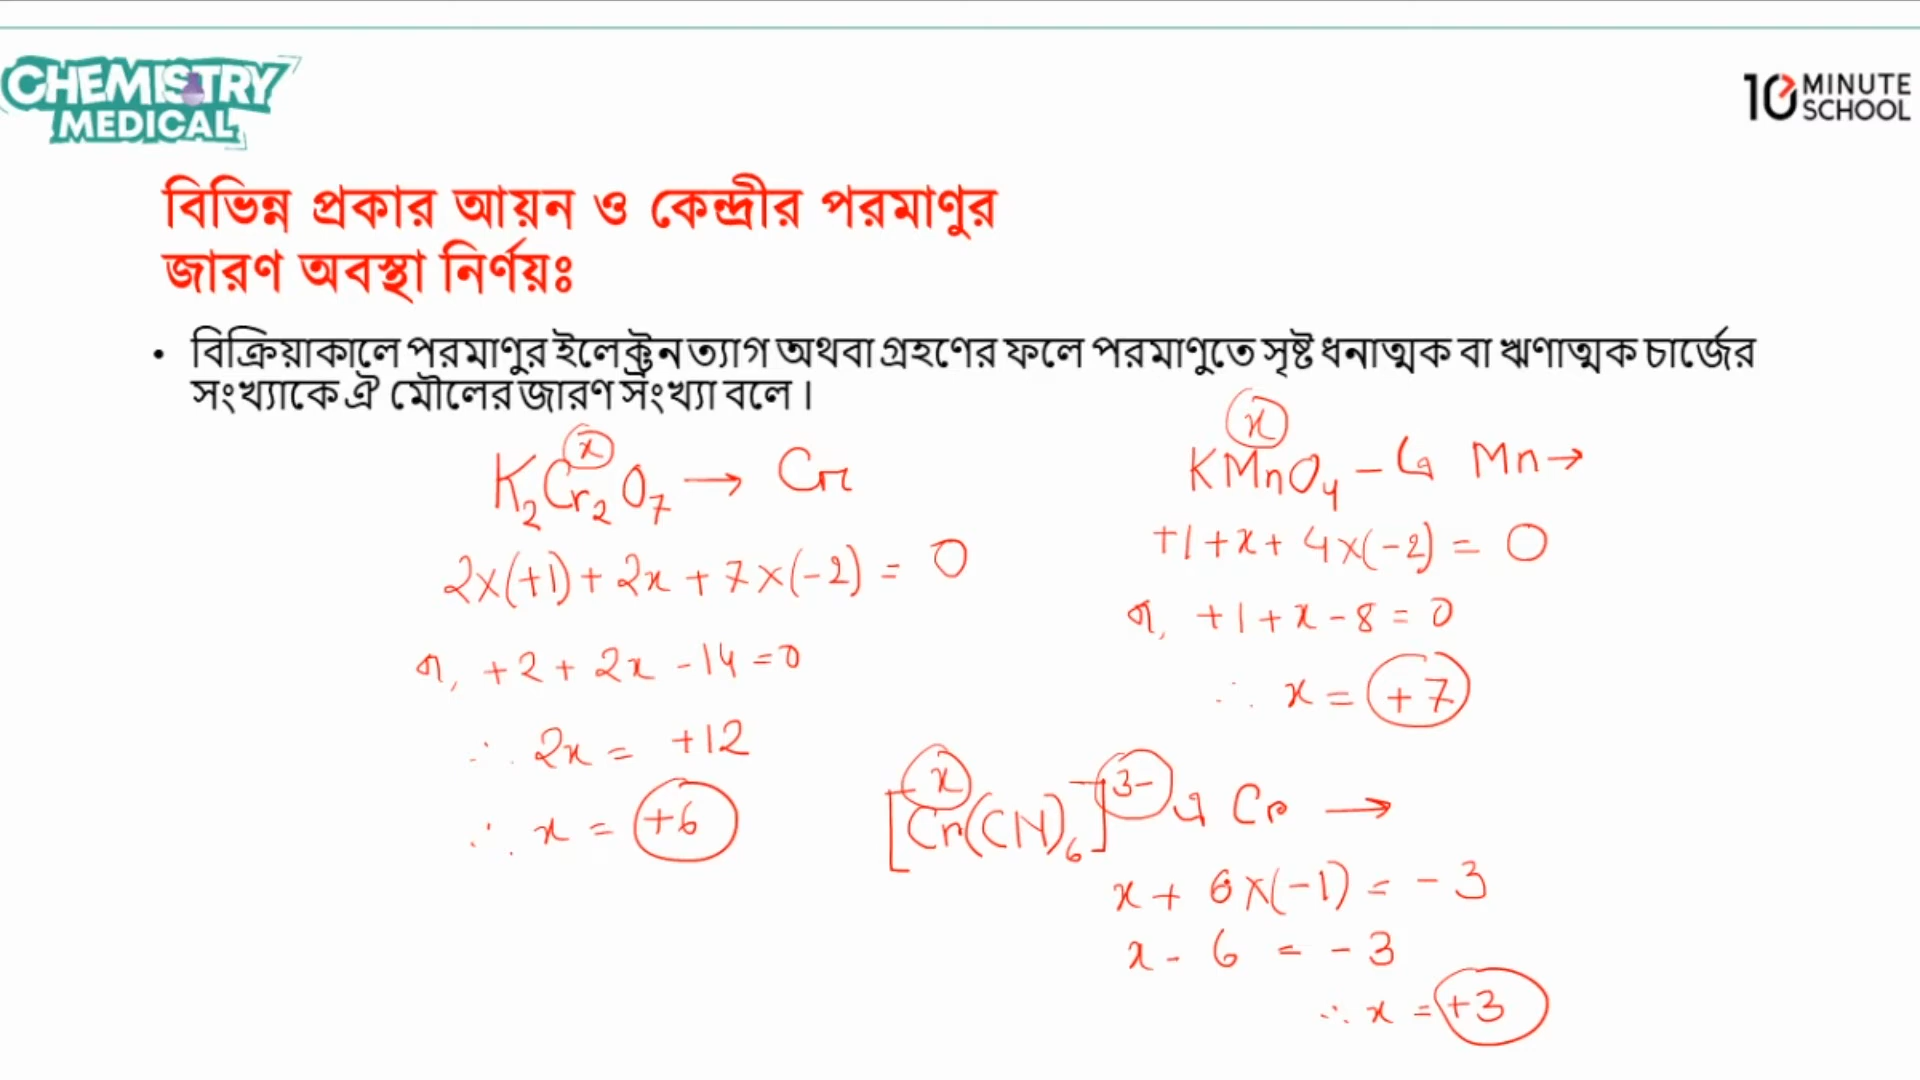 CHEMISTRY
MEDICAL
10 MINUTE
SCHOOL
বিভিন্ন প্রকার আয়ন ও কেন্দ্রীর পরমাণুর
জারণ অবস্থা নির্ণয়ঃ
• বিক্রিয়াকালে পরমাণুর ইলেক্ট্রন ত্যাগ অথবা গ্রহণের ফলে পরমাণুতে সৃষ্ট ধনাত্মক বা ঋণাত্মক চার্জের
সংখ্যাকে ঐ মৌলের জারণ সংখ্যা বলে ।
x
K₂Cr₂O₇ → Cr
2×(+1) + 2x + 7×(-2) = 0
বা, +2 + 2x - 14 = 0
∴ 2x = +12
∴ x = +6
x
KMnO₄ - এ Mn →
+1 + x + 4×(-2) = 0
বা, +1 + x - 8 = 0
∴ x = +7
x
[Cr(CN)₆]³⁻ এ Cr →
x + 6×(-1) = -3
x - 6 = -3
∴ x = +3